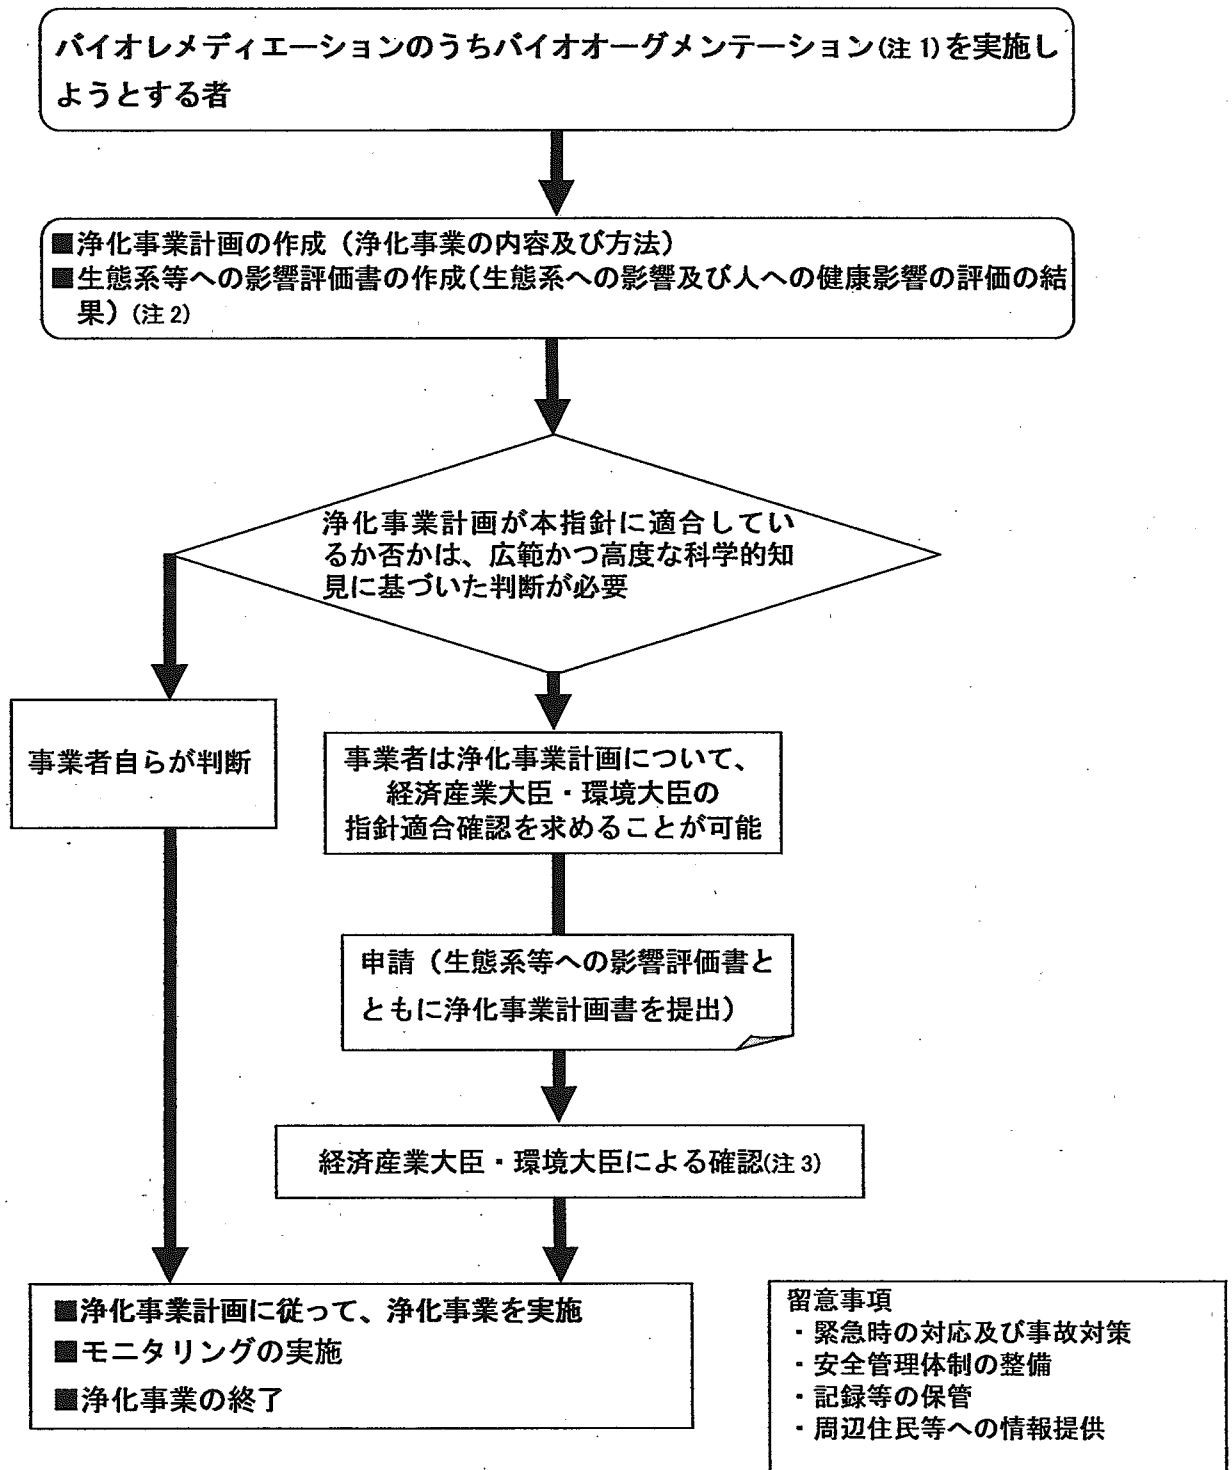 バイオレメディエーションのうちバイオオーグメンテーション(注 1)を実施し
ようとする者
■浄化事業計画の作成（浄化事業の内容及び方法）
■生態系等への影響評価書の作成（生態系への影響及び人への健康影響の評価の結
果）(注 2)
浄化事業計画が本指針に適合してい
るか否かは、広範かつ高度な科学的知
見に基づいた判断が必要
事業者自らが判断
事業者は浄化事業計画について、
経済産業大臣・環境大臣の
指針適合確認を求めることが可能
申請（生態系等への影響評価書と
ともに浄化事業計画書を提出）
経済産業大臣・環境大臣による確認(注 3)
■浄化事業計画に従って、浄化事業を実施
■モニタリングの実施
■浄化事業の終了
留意事項
・緊急時の対応及び事故対策
・安全管理体制の整備
・記録等の保管
・周辺住民等への情報提供